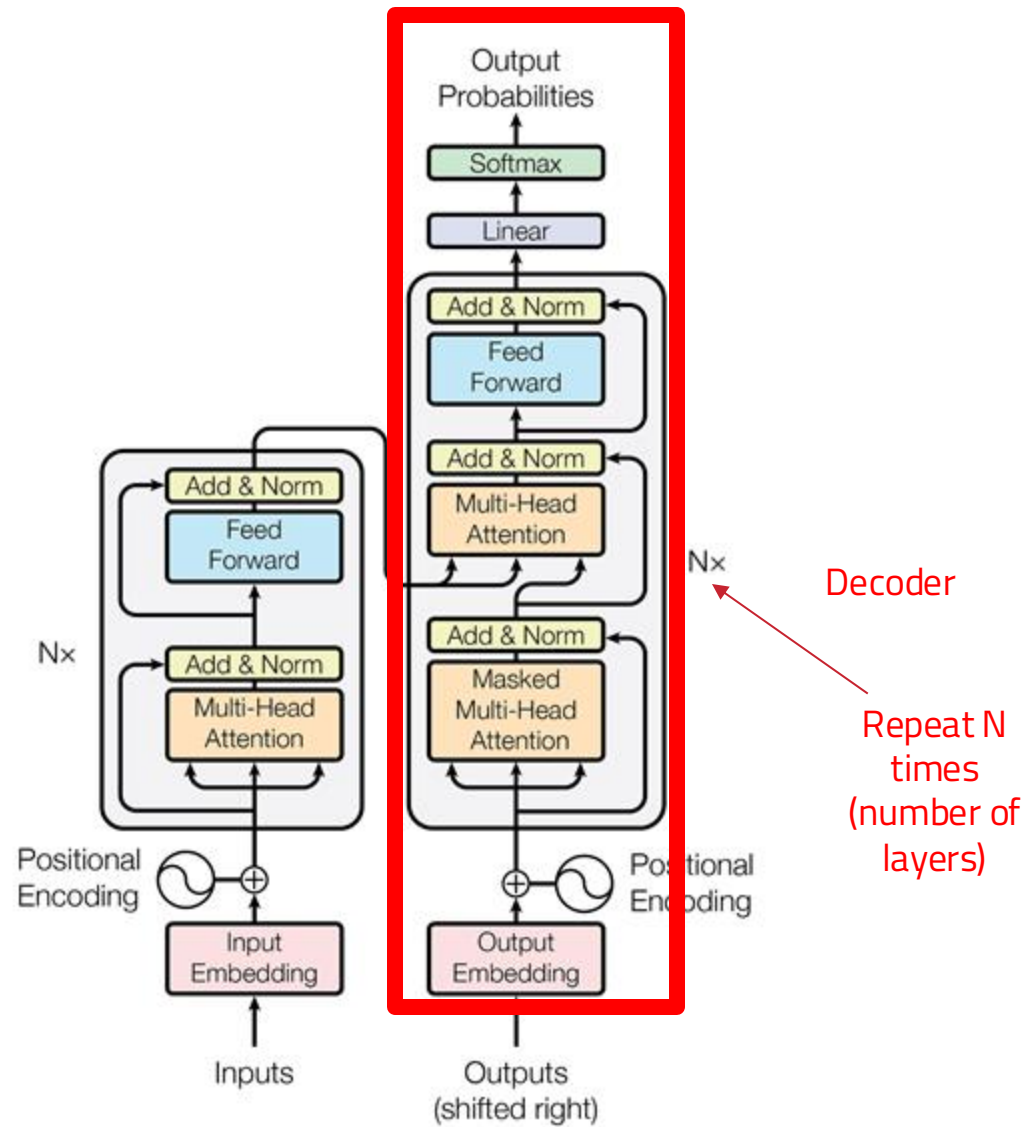 Output
Probabilities
Softmax
Linear
Add & Norm
Feed
Forward
Add & Norm
Multi-Head
Attention
Add & Norm
Masked
Multi-Head
Attention
Nx
Decoder
Repeat N
times
(number of
layers)
Add & Norm
Feed
Forward
Add & Norm
Multi-Head
Attention
Nx
Positional
Encoding
Positional
Encoding
Input
Embedding
Output
Embedding
Inputs
Outputs
(shifted right)